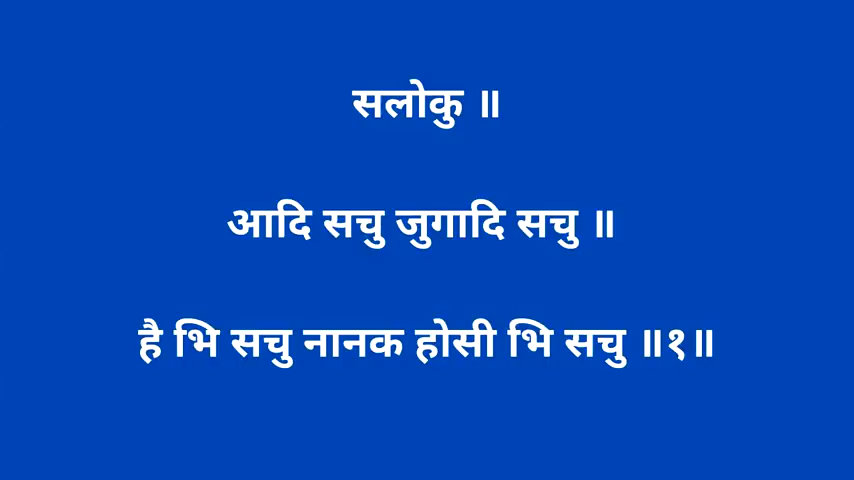 सलोकु ॥
आदि सचु जुगादि सचु ॥
है भि सचु नानक होसी भि सचु ॥१॥